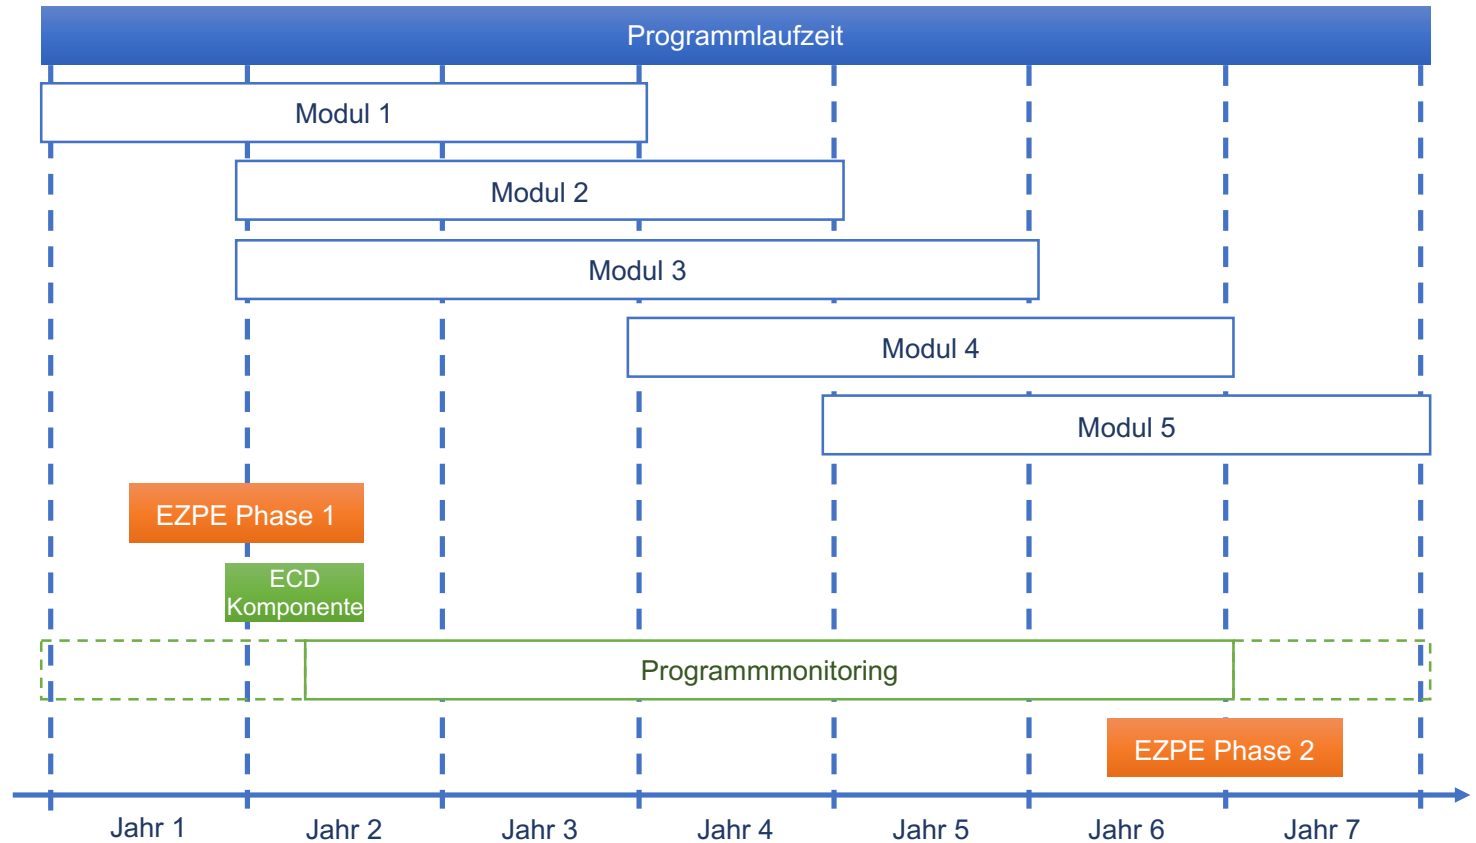 Programmlaufzeit
Modul 1
Modul 2
Modul 3
Modul 4
Modul 5
EZPE Phase 1
ECD
Komponente
Programmmonitoring
EZPE Phase 2
Jahr 1
Jahr 2
Jahr 3
Jahr 4
Jahr 5
Jahr 6
Jahr 7